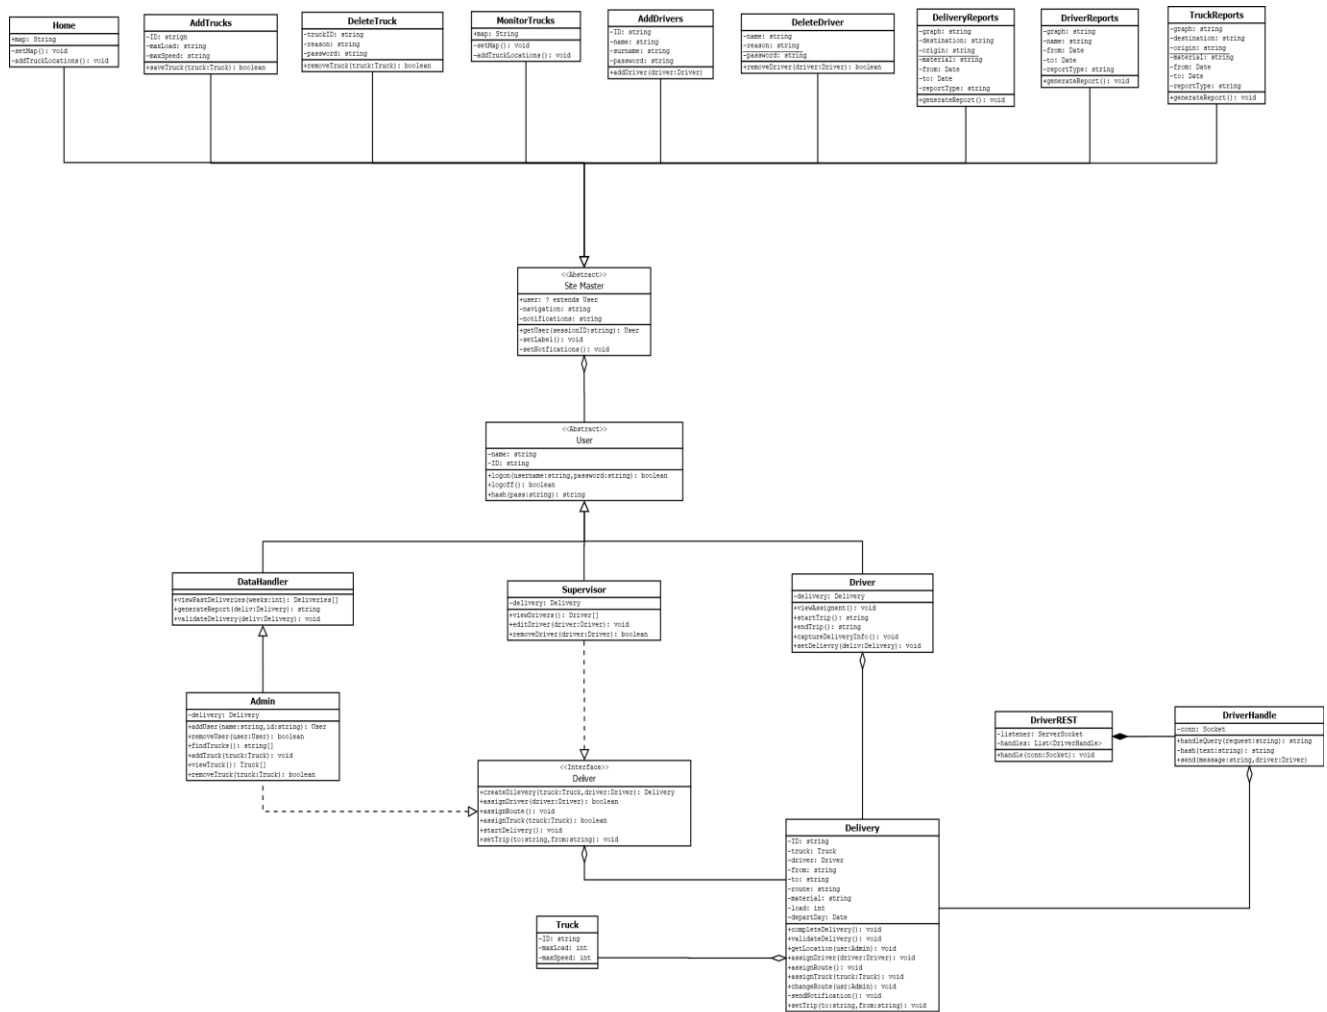 Home
+map: String
-setMap(): void
-addTruckLocations(): void
AddTrucks
-ID: strign
-maxLoad: string
-maxSpeed: string
+saveTruck(truck:Truck): boolean
DeleteTruck
-truckID: string
-reason: string
-password: string
+removeTruck(truck:Truck): boolean
MonitorTrucks
+map: String
-setMap(): void
-addTruckLocations(): void
AddDrivers
-ID: string
-name: string
-surname: string
-password: string
+addDriver(driver:Driver)
DeleteDriver
-name: string
-reason: string
-password: string
+removeDriver(driver:Driver): boolean
DeliveryReports
-graph: string
-destination: string
-origin: string
-material: string
-from: Date
-to: Date
-reportType: string
+generateReport(): void
DriverReports
-graph: string
-name: string
-from: Date
-to: Date
-reportType: string
+generateReport(): void
TruckReports
-graph: string
-destination: string
-origin: string
-material: string
-from: Date
-to: Date
-reportType: string
+generateReport(): void
<<Abstract>>
Site Master
+user: ? extends User
-navigation: string
-notifications: string
+getUser(sessionID:string): User
-setLabel(): void
-setNotfications(): void
<<Abstract>>
User
-name: string
-ID: string
+logon(username:string,password:string): boolean
+logoff(): boolean
+hash(pass:string): string
DataHandler
+viewPastDeliveries(weeks:int): Deliveries[]
+generateReport(deliv:Delivery): string
+validateDelivery(deliv:Delivery): void
Supervisor
-delivery: Delivery
+viewDrivers(): Driver[]
+editDriver(driver:Driver): void
+removeDriver(driver:Driver): boolean
Driver
-delivery: Delivery
+viewAssignent(): void
+startTrip(): string
+endTrip(): string
+captureDeliveryInfo(): void
+setDelievry(deliv:Delivery): void
Admin
-delivery: Delivery
+addUser(name:string,id:string): User
+removeUser(user:User): boolean
+findTrucks(): string[]
+addTruck(truck:Truck): void
+viewTruck(): Truck[]
+removeTruck(truck:Truck): boolean
<<Interface>>
Deliver
+createDilevery(truck:Truck,driver:Driver): Delivery
+assignDriver(driver:Driver): boolean
+assignRoute(): void
+assignTruck(truck:Truck): boolean
+startDelivery(): void
+setTrip(to:string,from:string): void
DriverREST
-listener: ServerSocket
-handles: List<DriverHandle>
+handle(conn:Socket): void
DriverHandle
-conn: Socket
+handleQuery(request:string): string
-hash(text:string): string
+send(message:string,driver:Driver)
Delivery
-ID: string
-truck: Truck
-driver: Driver
-from: string
-to: string
-route: string
-material: string
-load: int
-departDay: Date
+completeDelivery(): void
+validateDelivery(): void
+getLocation(usr:Admin): void
+assignDriver(driver:Driver): void
+assignRoute(): void
+assignTruck(truck:Truck): void
+changeRoute(usr:Admin): void
-sendNotification(): void
+setTrip(to:string,from:string): void
Truck
-ID: string
-maxLoad: int
-maxSpeed: int